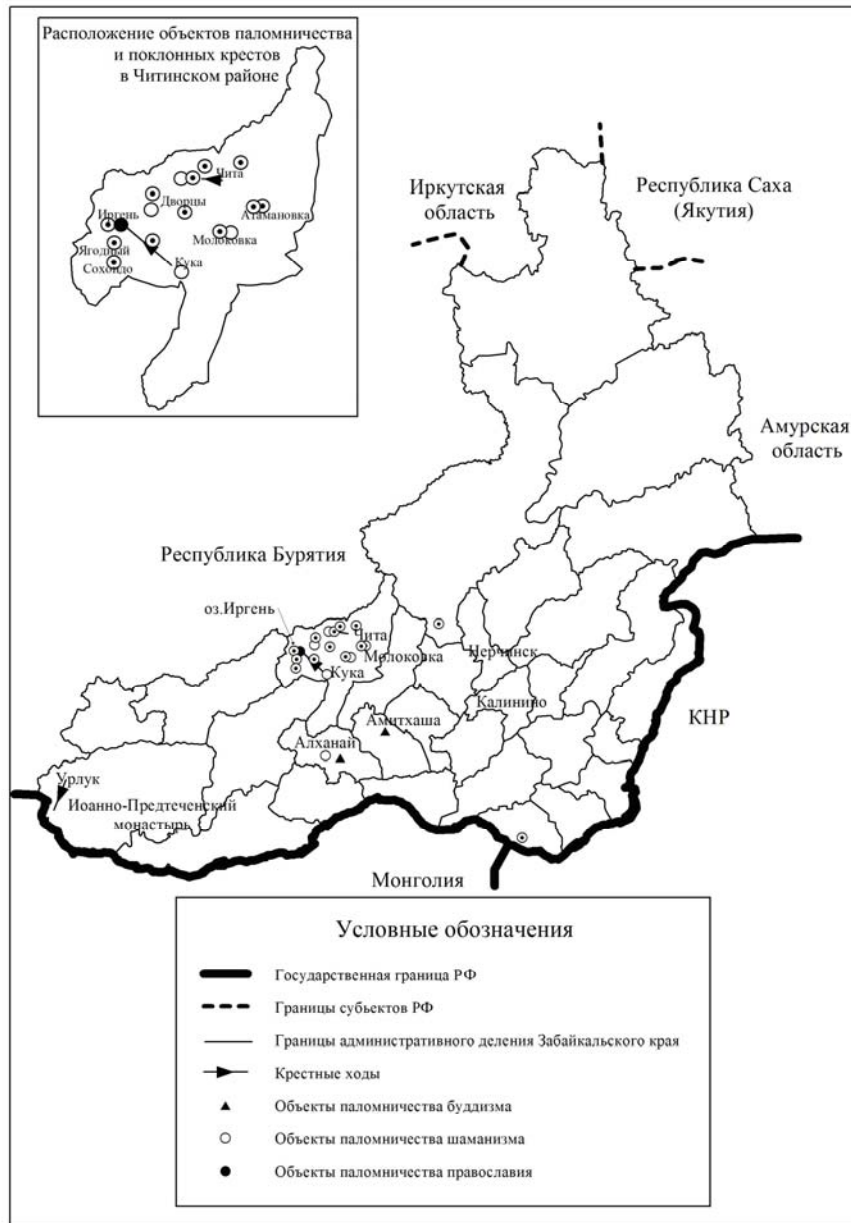 Расположение объектов паломничества
и поклонных крестов
в Читинском районе
Чита
Дворцы
Атамановка
Иргень
Молоковка
Ягодный
Кука
Сохондо
Иркутская
область
Республика Саха
(Якутия)
Амурская
область
Республика Бурятия
оз.Иргень
Чита
Молоковка
Нерчинск
Кука
Калинино
КНР
Амитхаша
Алханай
Урлук
Иоанно-Предтеченский
монастырь
Монголия
Условные обозначения
Государственная граница РФ
Границы субъектов РФ
Границы административного деления Забайкальского края
Крестные ходы
Объекты паломничества буддизма
Объекты паломничества шаманизма
Объекты паломничества православия